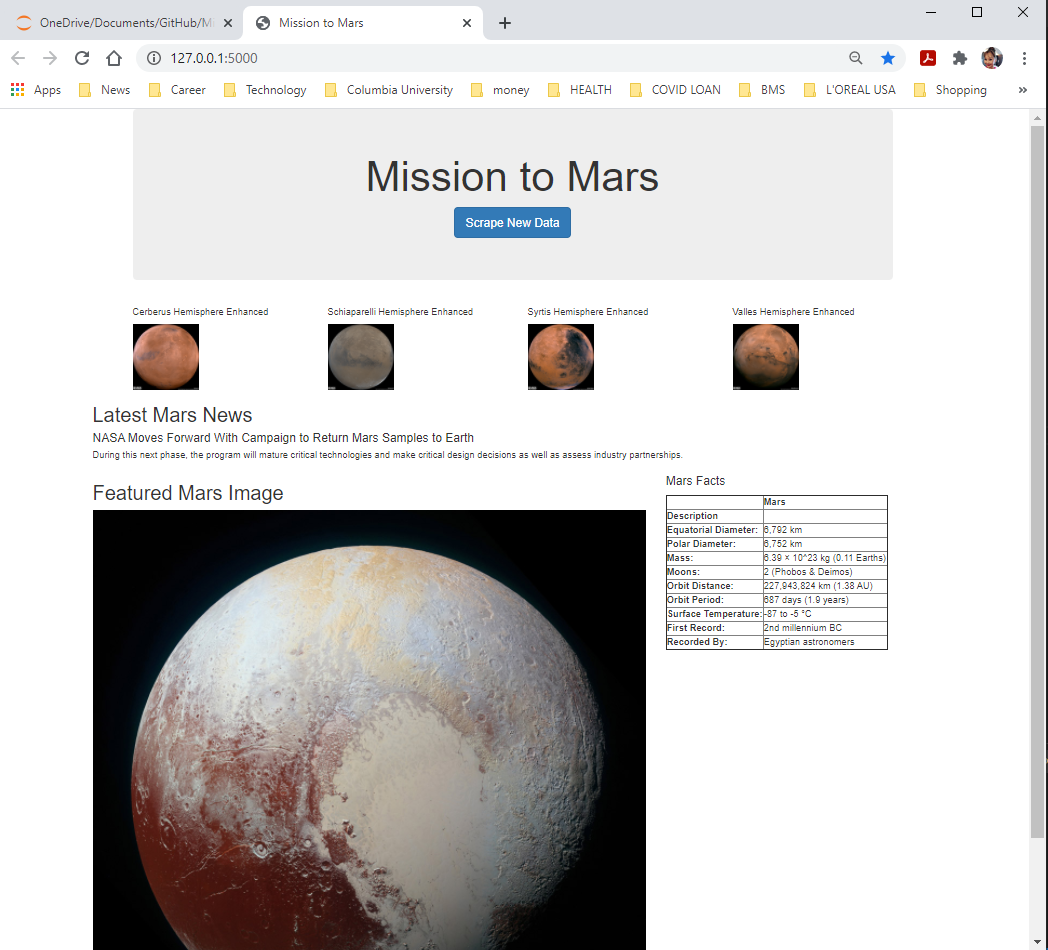 OneDrive/Documents/GitHub/Mi
Mission to Mars
127.0.0.1:5000
Apps News Career Technology Columbia University money HEALTH COVID LOAN BMS L'OREAL USA Shopping »
Mission to Mars
Scrape New Data
Cerberus Hemisphere Enhanced Schiaparelli Hemisphere Enhanced Syrtis Hemisphere Enhanced Valles Hemisphere Enhanced
Latest Mars News
NASA Moves Forward With Campaign to Return Mars Samples to Earth
During this next phase, the program will mature critical technologies and make critical design decisions as well as assess industry partnerships.
Featured Mars Image
Mars Facts
Mars
Description
Equatorial Diameter: 6,792 km
Polar Diameter: 6,752 km
Mass: 6.39 × 10^23 kg (0.11 Earths)
Moons: 2 (Phobos & Deimos)
Orbit Distance: 227,943,824 km (1.38 AU)
Orbit Period: 687 days (1.9 years)
Surface Temperature: -87 to -5 °C
First Record: 2nd millennium BC
Recorded By: Egyptian astronomers